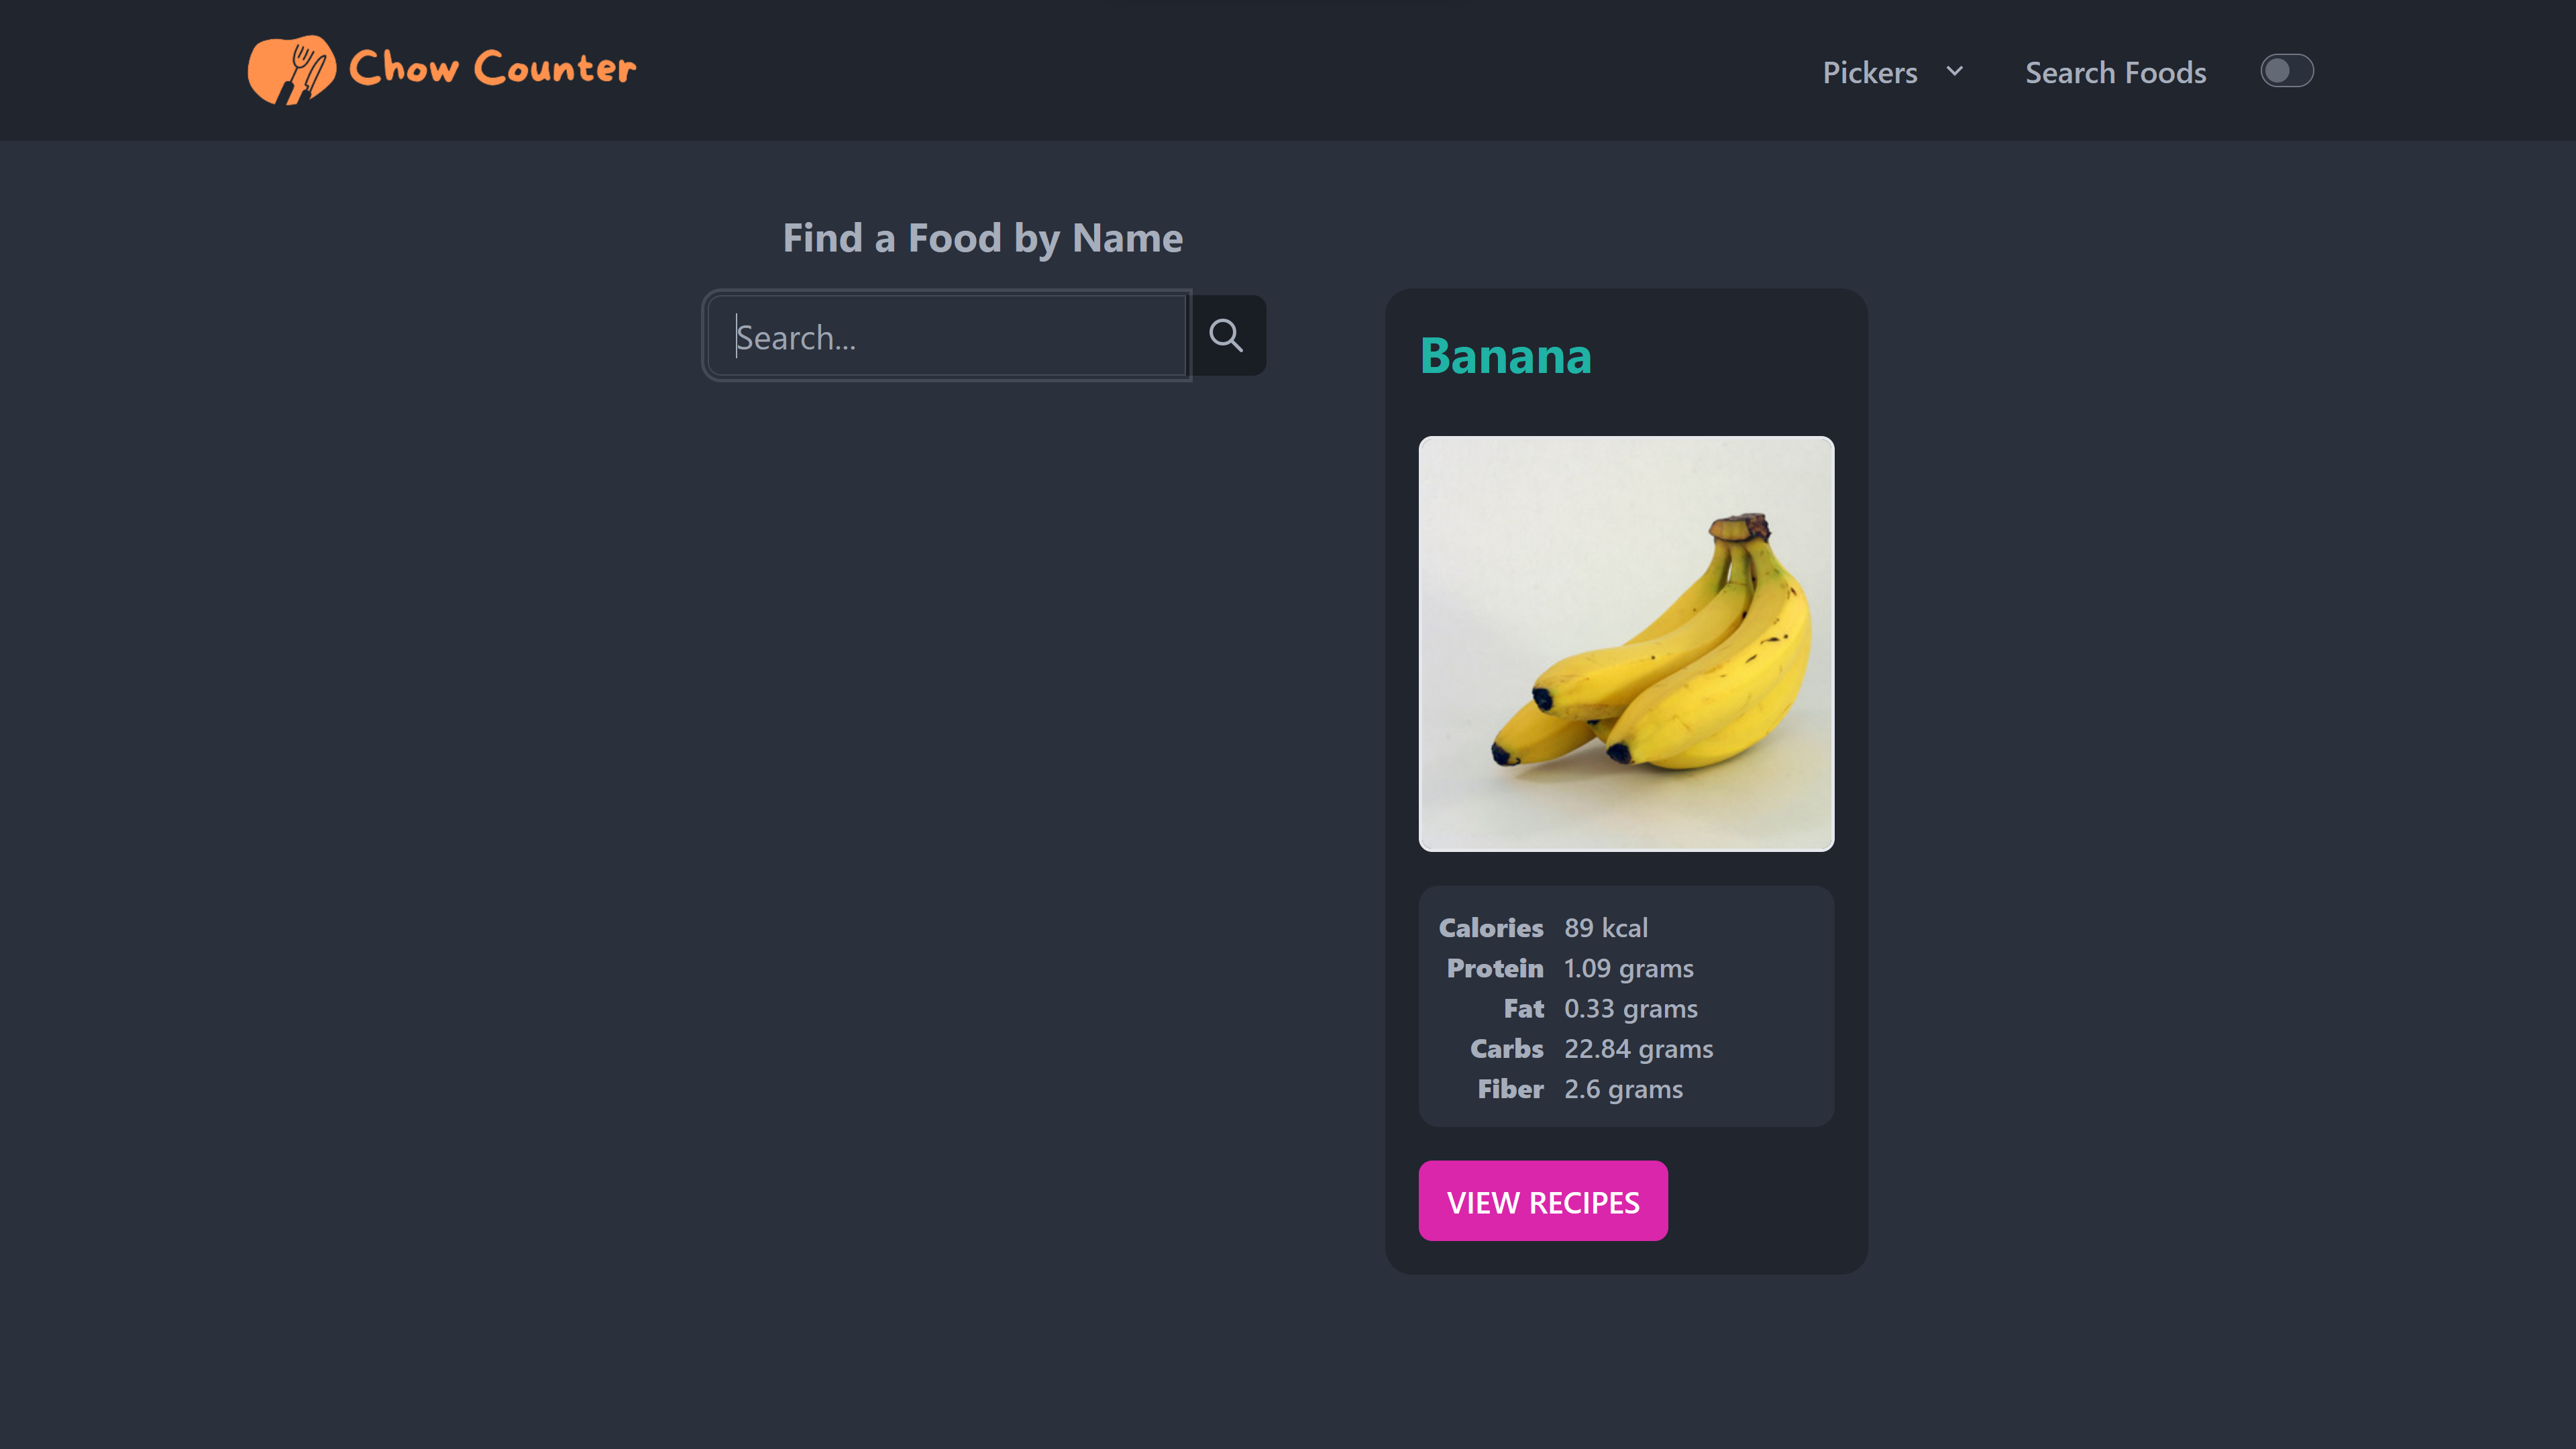 Chow Counter
Pickers
Search Foods
Find a Food by Name
Search...
Banana
Calories 89 kcal
Protein 1.09 grams
Fat 0.33 grams
Carbs 22.84 grams
Fiber 2.6 grams
VIEW RECIPES